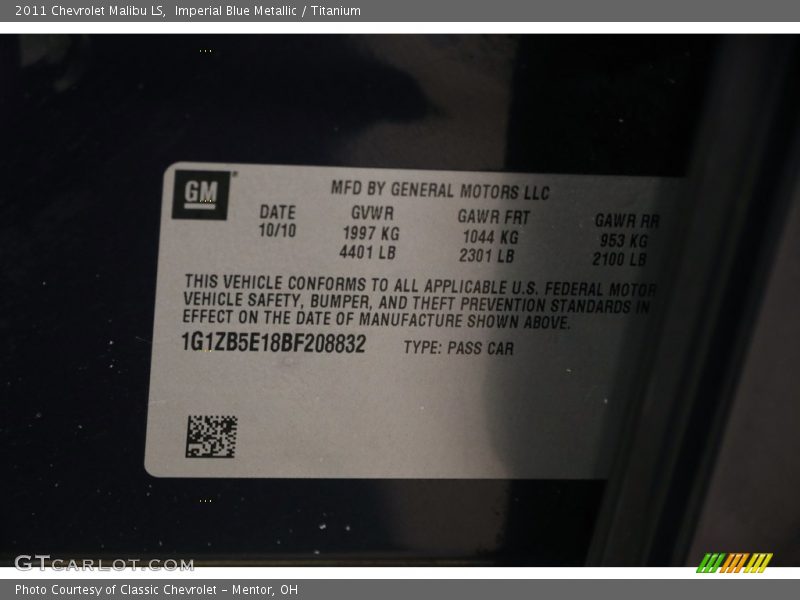 2011 Chevrolet Malibu LS, Imperial Blue Metallic / Titanium
GM
MFD BY GENERAL MOTORS LLC
DATE GVWR GAWR FRT GAWR RR
10/10 1997 KG 1044 KG 953 KG
4401 LB 2301 LB 2100 LB
THIS VEHICLE CONFORMS TO ALL APPLICABLE U.S. FEDERAL MOTOR
VEHICLE SAFETY, BUMPER, AND THEFT PREVENTION STANDARDS IN
EFFECT ON THE DATE OF MANUFACTURE SHOWN ABOVE.
1G1ZB5E18BF208832 TYPE: PASS CAR
GTCARLOT.COM
Photo Courtesy of Classic Chevrolet - Mentor, OH